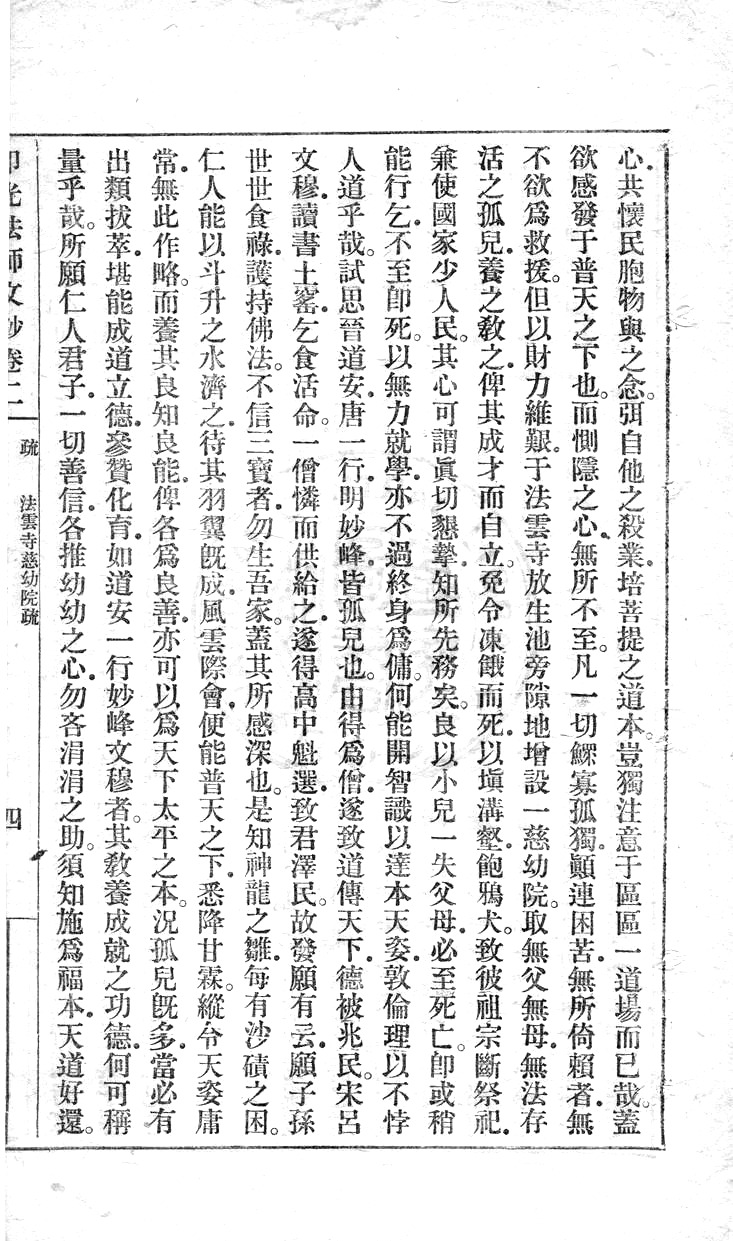 心。共懷民胞物與之念。弭自他之殺業。培菩提之道本。豈獨注意于區區一道場而已哉。蓋
欲感發于普天之下也。而惻隱之心。無所不至。凡一切鰥寡孤獨。顛連困苦。無所倚賴者。無
不欲爲救援。但以財力維艱。于法雲寺放生池旁隙地增設一慈幼院。取無父無母。無法存
活之孤兒。養之敎之。俾其成才而自立。免令凍餓而死。以塡溝壑。飽鴉犬。致彼祖宗斷祭祀。
兼使國家少人民。其心可謂眞切懇摯。知所先務矣。良以小兒一失父母。必至死亡。卽或稍
能行乞。不至卽死。以無力就學。亦不過終身爲傭。何能開智識以達本天姿。敦倫理以不悖
人道乎哉。試思晉道安。唐一行。明妙峰。皆孤兒也。由得爲僧。遂致道傳天下。德被兆民。宋呂
文穆。讀書土窰。乞食活命。一僧憐而供給之。遂得高中魁選。致君澤民。故發願有云。願子孫
世世食祿。護持佛法。不信三寶者。勿生吾家。蓋其所感深也。是知神龍之雛。每有沙磧之困。
仁人能以斗升之水濟之。待其羽翼旣成。風雲際會。便能普天之下。悉降甘霖。縱令天姿庸
常。無此作略。而養其良知良能。俾各爲良善。亦可以爲天下太平之本。況孤兒旣多。當必有
出類拔萃。堪能成道立德。參贊化育。如道安一行妙峰文穆者。其敎養成就之功德。何可稱
量乎哉。所願仁人君子。一切善信。各推幼幼之心。勿吝涓涓之助。須知施爲福本。天道好還。
印光法師文鈔卷二 疏 法雲寺慈幼院疏 四